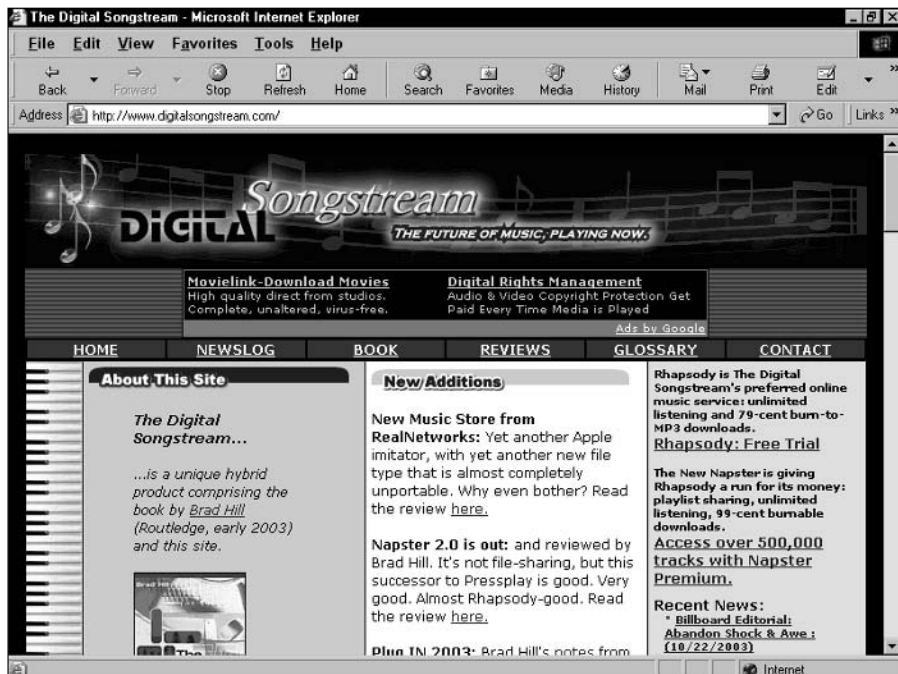 The Digital Songstream - Microsoft Internet Explorer
File Edit View Favorites Tools Help
Back Forward Stop Refresh Home Search Favorites Media History Mail Print Edit
Address http://www.digitalsongstream.com/ Go Links
DIGITAL Songstream
THE FUTURE OF MUSIC, PLAYING NOW.
Movielink-Download Movies
High quality direct from studios.
Complete, unaltered, virus-free.
Digital Rights Management
Audio & Video Copyright Protection Get
Paid Every Time Media is Played
Ads by Google
HOME NEWSLOG BOOK REVIEWS GLOSSARY CONTACT
About This Site
The Digital
Songstream...
...is a unique hybrid
product comprising the
book by Brad Hill
(Routledge, early 2003)
and this site.
Brad Hill
The
New Additions
New Music Store from
RealNetworks: Yet another Apple
imitator, with yet another new file
type that is almost completely
unportable. Why even bother? Read
the review here.
Napster 2.0 is out: and reviewed by
Brad Hill. It's not file-sharing, but this
successor to Pressplay is good. Very
good. Almost Rhapsody-good. Read
the review here.
Plug IN 2003: Brad Hill's notes from
Rhapsody is The Digital
Songstream's preferred online
music service: unlimited
listening and 79-cent burn-to-
MP3 downloads.
Rhapsody: Free Trial
The New Napster is giving
Rhapsody a run for its money:
playlist sharing, unlimited
listening, 99-cent burnable
downloads.
Access over 500,000
tracks with Napster
Premium.
Recent News:
* Billboard Editorial:
Abandon Shock & Awe :
(10/22/2003)
Internet